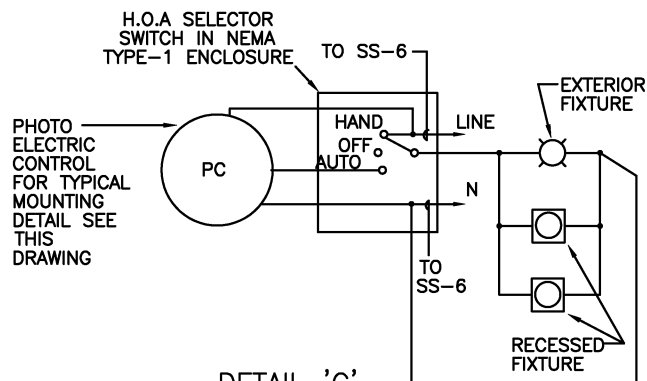 H.O.A SELECTOR
SWITCH IN NEMA
TYPE-1 ENCLOSURE
TO SS-6
EXTERIOR
FIXTURE
PHOTO
ELECTRIC
CONTROL
FOR TYPICAL
MOUNTING
DETAIL SEE
THIS
DRAWING
PC
HAND
OFF
AUTO
LINE
N
TO
SS-6
RECESSED
FIXTURE
DETAIL 'C'